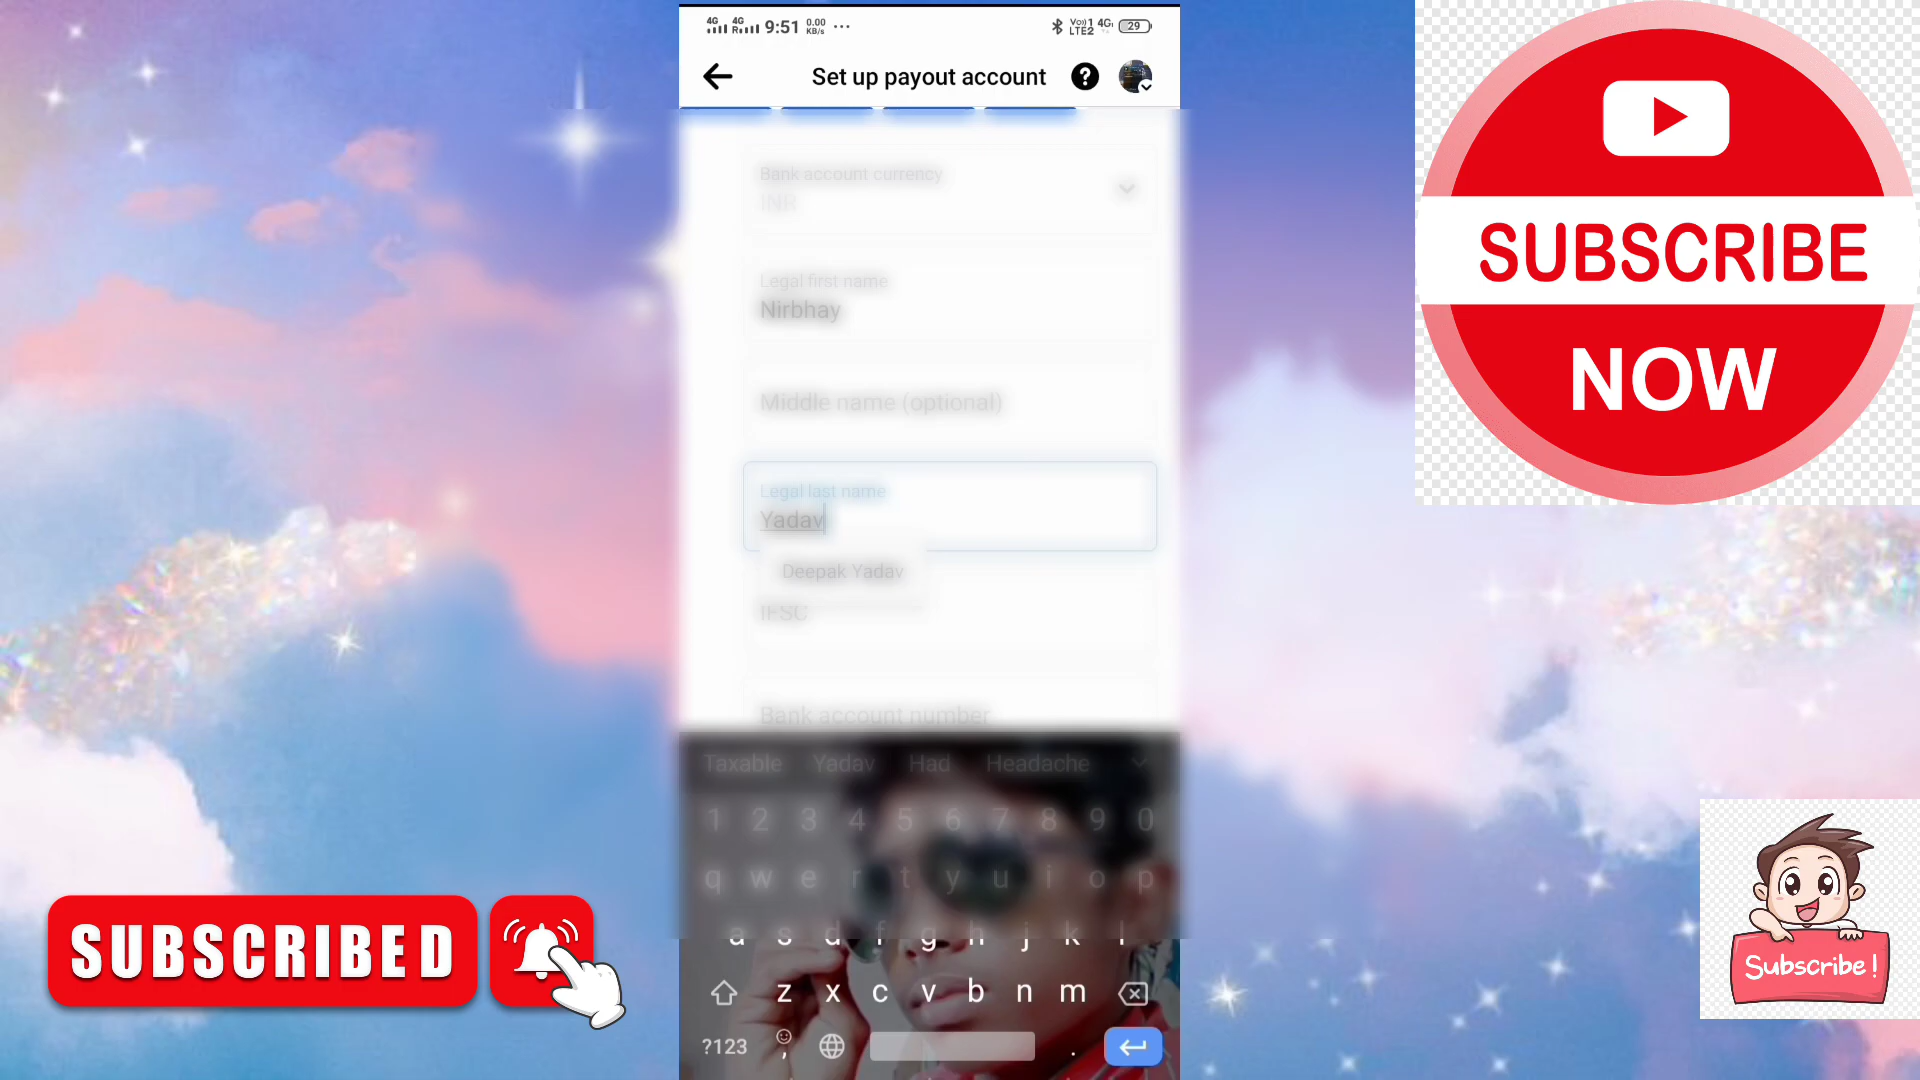 4G 4G R 9:51 0.00 KB/s ... Vo)) 1 LTE2 4G 29
Set up payout account ?
Bank account currency
INR
Legal first name
Nirbhay
Middle name (optional)
Legal last name
Yadav
Deepak Yadav
IFSC
Bank account number
Taxable Yadav Had Headache
1 2 3 4 5 6 7 8 9 0
q w e r t y u i o p
a s d f g h j k l
z x c v b n m
?123 , .
SUBSCRIBE
NOW
SUBSCRIBED
Subscribe!